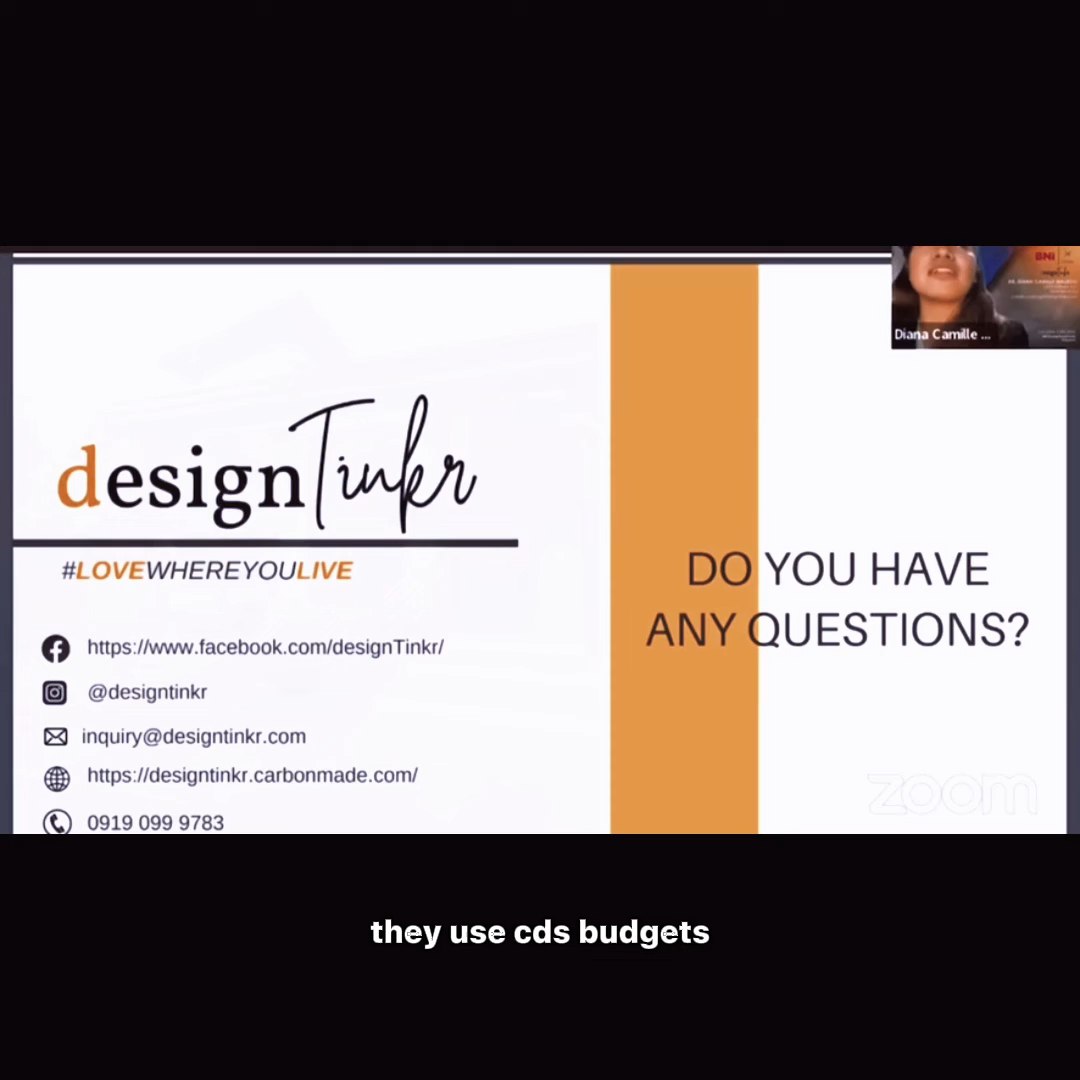 BNI
Diana Camille ...
designTinkr
#LOVEWHEREYOULIVE
https://www.facebook.com/designTinkr/
@designtinkr
inquiry@designtinkr.com
https://designtinkr.carbonmade.com/
0919 099 9783
DO YOU HAVE
ANY QUESTIONS?
zoom
they use cds budgets